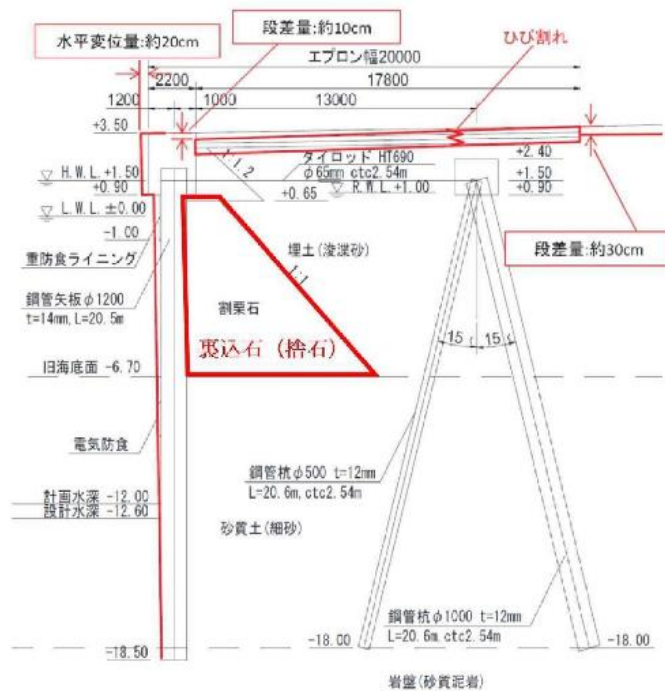 水平変位量:約20cm
段差量:約10cm
ひび割れ
エプロン幅20000
2200
17800
1200
1000
13000
+3.50
1:1.2
タイロッド HT690
φ65mm ctc2.54m
+2.40
H.W.L.+1.50
+0.90
+0.65
R.W.L.+1.00
+1.50
+0.90
L.W.L.±0.00
-1.00
段差量:約30cm
重防食ライニング
埋土(浚渫砂)
1:1
鋼管矢板φ1200
t=14mm,L=20.5m
割栗石
裏込石（捨石）
15
15
旧海底面 -6.70
電気防食
鋼管杭φ500 t=12mm
L=20.6m,ctc2.54m
計画水深 -12.00
設計水深 -12.60
砂質土(細砂)
鋼管杭φ1000 t=12mm
L=20.6m,ctc2.54m
-18.00
-18.00
-18.50
岩盤(砂質泥岩)